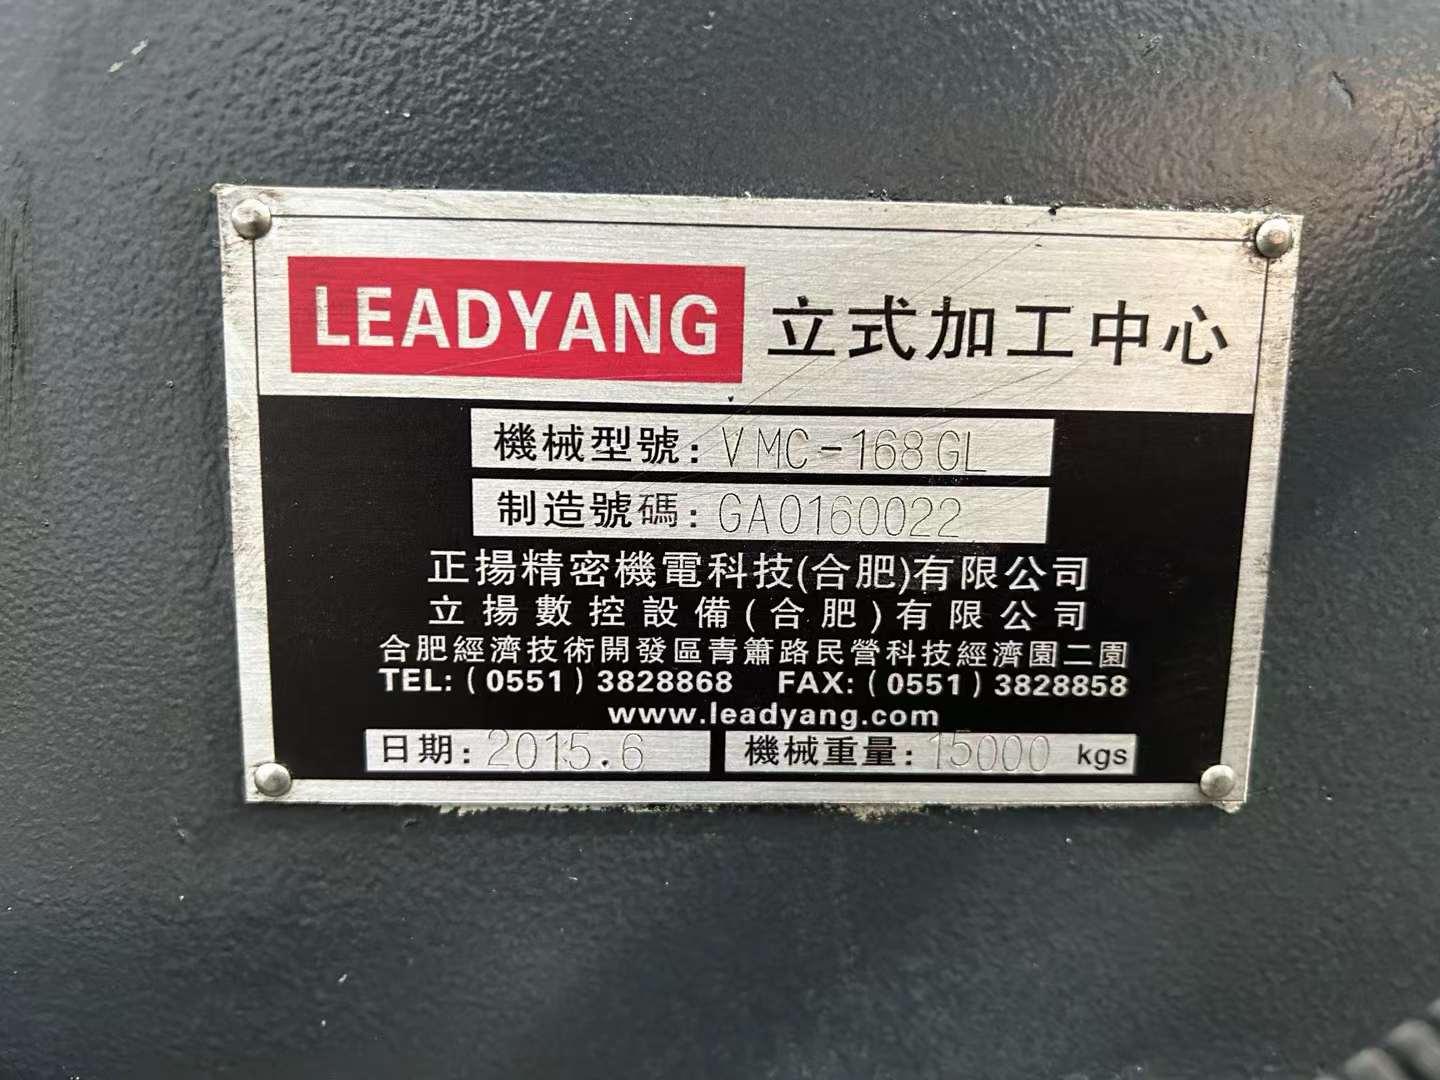 LEADYANG 立式加工中心
機械型號: VMC-168GL
制造號碼: GA0160022
正揚精密機電科技(合肥)有限公司
立揚數控設備(合肥)有限公司
合肥經濟技術開發區青蕭路民營科技經濟園二園
TEL: (0551) 3828868 FAX: (0551) 3828858
www.leadyang.com
日期: 2015.6 機械重量: 15000 kgs